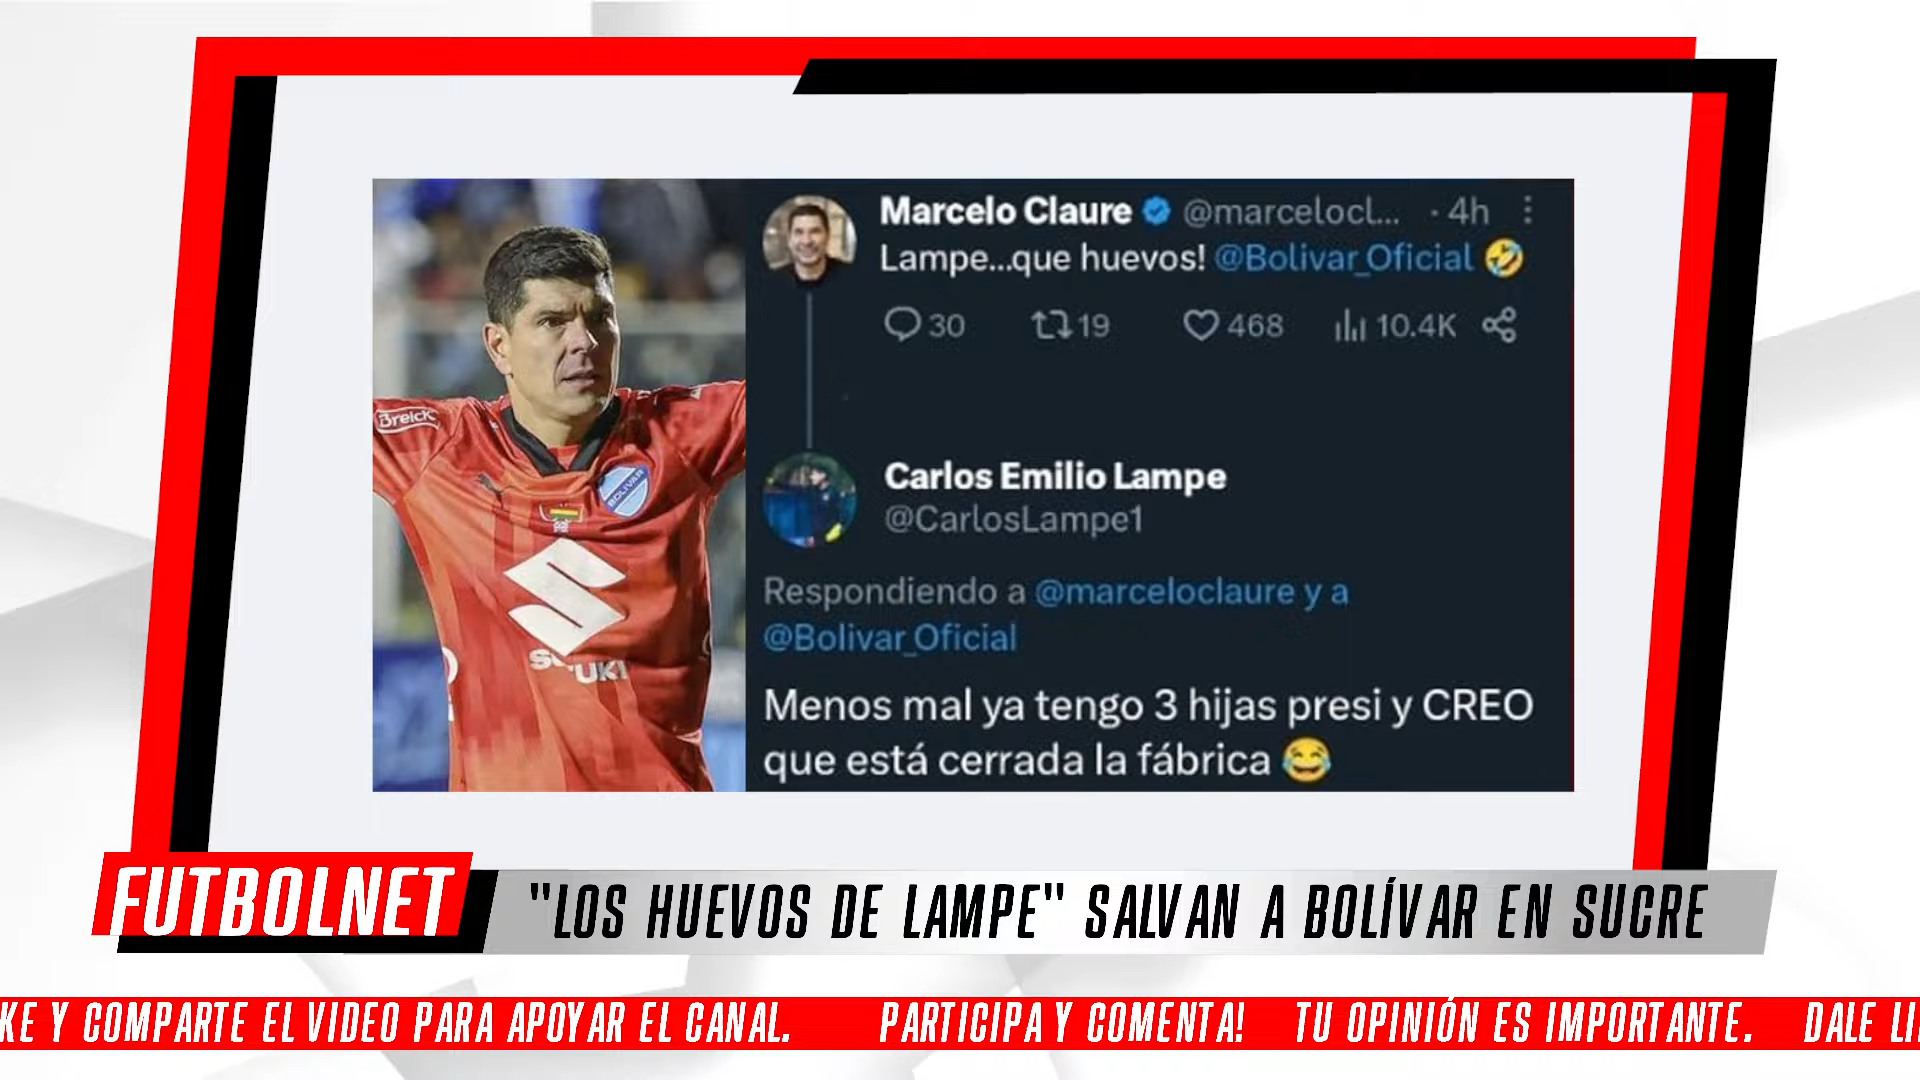 Marcelo Claure @marcelocl... · 4h
Lampe...que huevos! @Bolivar_Oficial 🤣
30 19 468 10.4K
Breick
BOLIVAR
SUZUKI
Carlos Emilio Lampe
@CarlosLampe1
Respondiendo a @marceloclaure y a
@Bolivar_Oficial
Menos mal ya tengo 3 hijas presi y CREO
que está cerrada la fábrica 😂
FUTBOLNET
"LOS HUEVOS DE LAMPE" SALVAN A BOLÍVAR EN SUCRE
KE Y COMPARTE EL VIDEO PARA APOYAR EL CANAL. PARTICIPA Y COMENTA! TU OPINIÓN ES IMPORTANTE. DALE LI